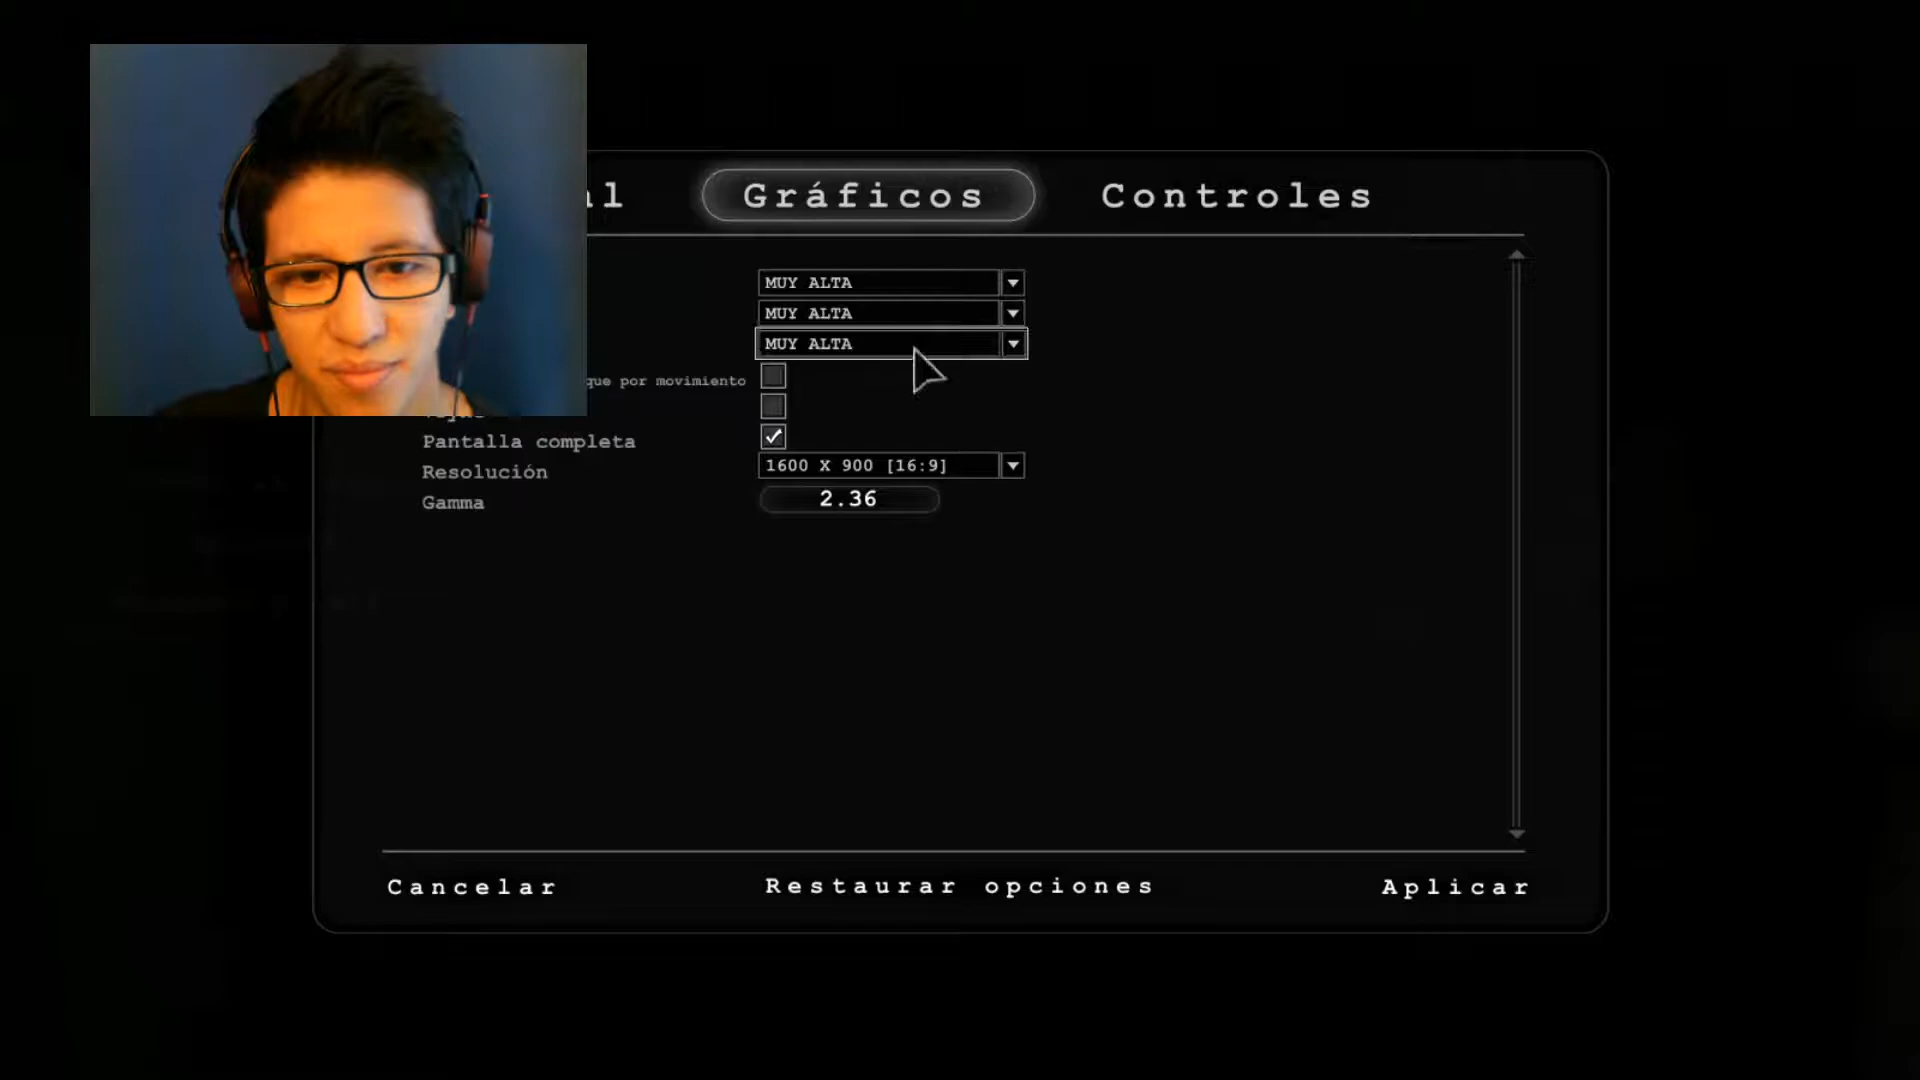 Gráficos Controles
MUY ALTA
MUY ALTA
MUY ALTA
que por movimiento
Pantalla completa
Resolución 1600 X 900 [16:9]
Gamma 2.36
Cancelar Restaurar opciones Aplicar